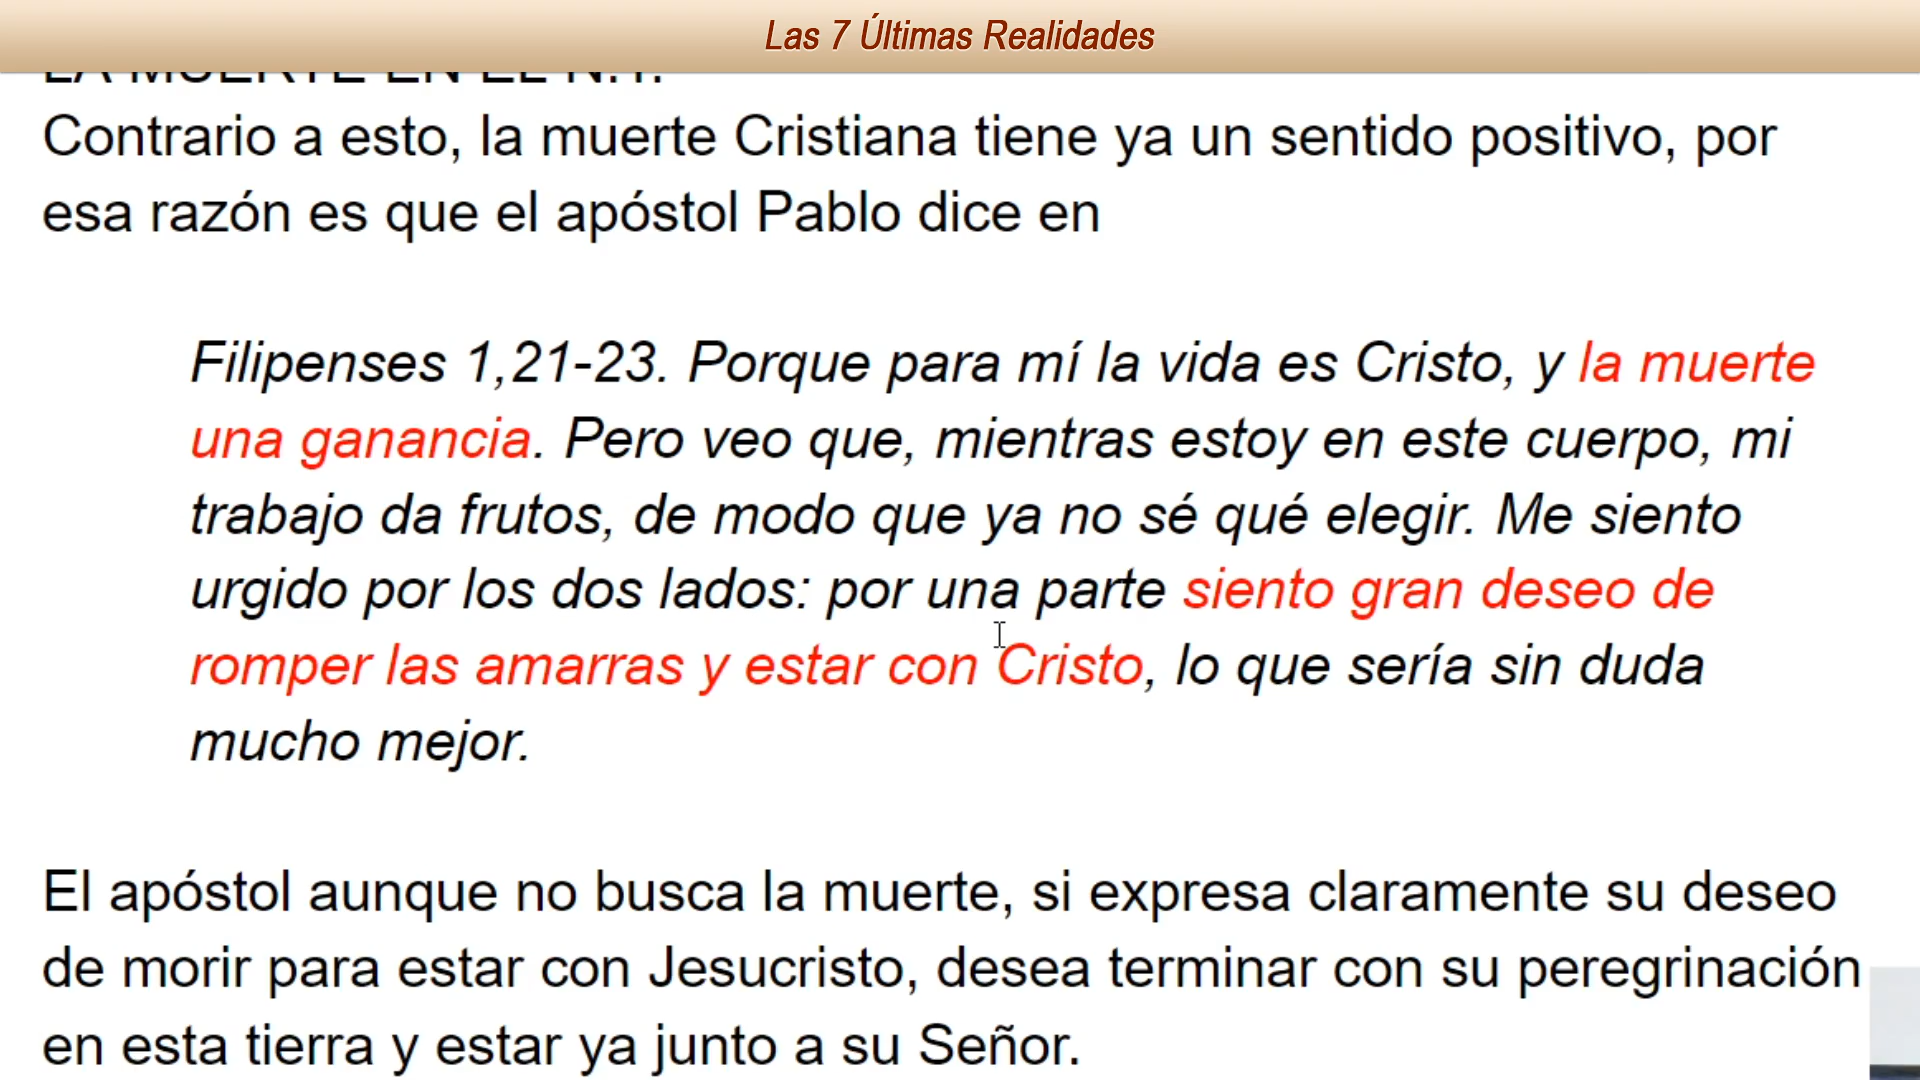 Las 7 Últimas Realidades
LA MUERTE EN EL N.T.
Contrario a esto, la muerte Cristiana tiene ya un sentido positivo, por
esa razón es que el apóstol Pablo dice en
Filipenses 1,21-23. Porque para mí la vida es Cristo, y la muerte
una ganancia. Pero veo que, mientras estoy en este cuerpo, mi
trabajo da frutos, de modo que ya no sé qué elegir. Me siento
urgido por los dos lados: por una parte siento gran deseo de
romper las amarras y estar con Cristo, lo que sería sin duda
mucho mejor.
El apóstol aunque no busca la muerte, si expresa claramente su deseo
de morir para estar con Jesucristo, desea terminar con su peregrinación
en esta tierra y estar ya junto a su Señor.